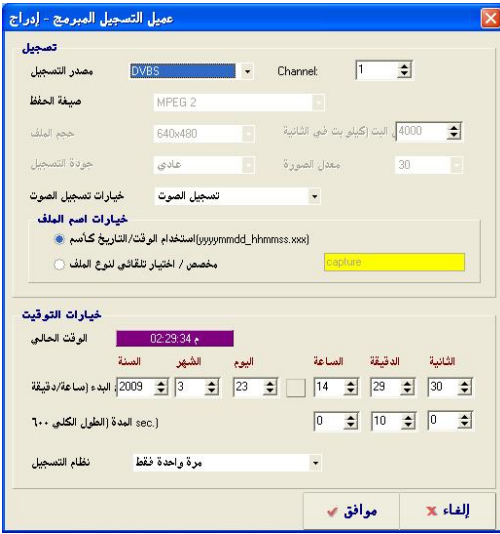 عميل التسجيل المبرمج - إدراج
تسجيل
مصدر التسجيل DVBS Channel: 1
صيغة الحفظ MPEG 2
حجم الملف 640x480 البت (كيلو بت في الثانية 4000
جودة التسجيل عادي معدل الصورة 30
خيارات تسجيل الصوت تسجيل الصوت
خيارات اسم الملف
استخدام الوقت/التاريخ كأسم(yyyymmdd_hhmmss.xxx)
مخصص / اختيار تلقائي لنوع الملف capture
خيارات التوقيت
الوقت الحالي 02:29:34 م
السنة الشهر اليوم الساعة الدقيقة الثانية
البدء (ساعة/دقيقة 2009 3 23 14 29 30
المدة (الطول الكلي ٦٠٠ sec.) 0 10 0
نظام التسجيل مرة واحدة فقط
موافق إلغاء